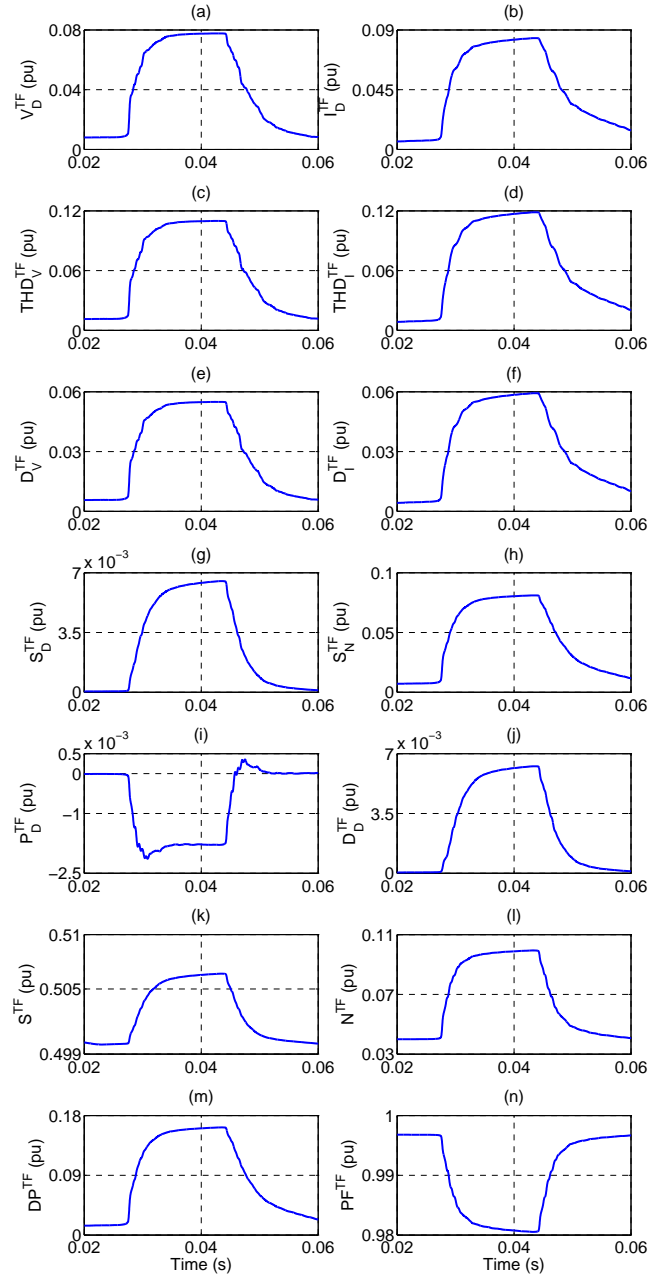 (a)
0.08
0.04
0
V_D^TF (pu)
0.02 0.04 0.06
(b)
0.09
0.045
0
I_D^TF (pu)
0.02 0.04 0.06
(c)
0.12
0.06
0
THD_V^TF (pu)
0.02 0.04 0.06
(d)
0.12
0.06
0
THD_I^TF (pu)
0.02 0.04 0.06
(e)
0.06
0.03
0
D_V^TF (pu)
0.02 0.04 0.06
(f)
0.06
0.03
0
D_I^TF (pu)
0.02 0.04 0.06
(g)
x 10^−3
7
3.5
0
S_D^TF (pu)
0.02 0.04 0.06
(h)
0.1
0.05
0
S_N^TF (pu)
0.02 0.04 0.06
(i)
x 10^−3
0.5
0
−1
−2.5
P_D^TF (pu)
0.02 0.04 0.06
(j)
x 10^−3
7
3.5
0
D_D^TF (pu)
0.02 0.04 0.06
(k)
0.51
0.505
0.499
S^TF (pu)
0.02 0.04 0.06
(l)
0.11
0.07
0.03
N^TF (pu)
0.02 0.04 0.06
(m)
0.18
0.09
0
DP^TF (pu)
0.02 0.04 0.06
Time (s)
(n)
1
0.99
0.98
PF^TF (pu)
0.02 0.04 0.06
Time (s)